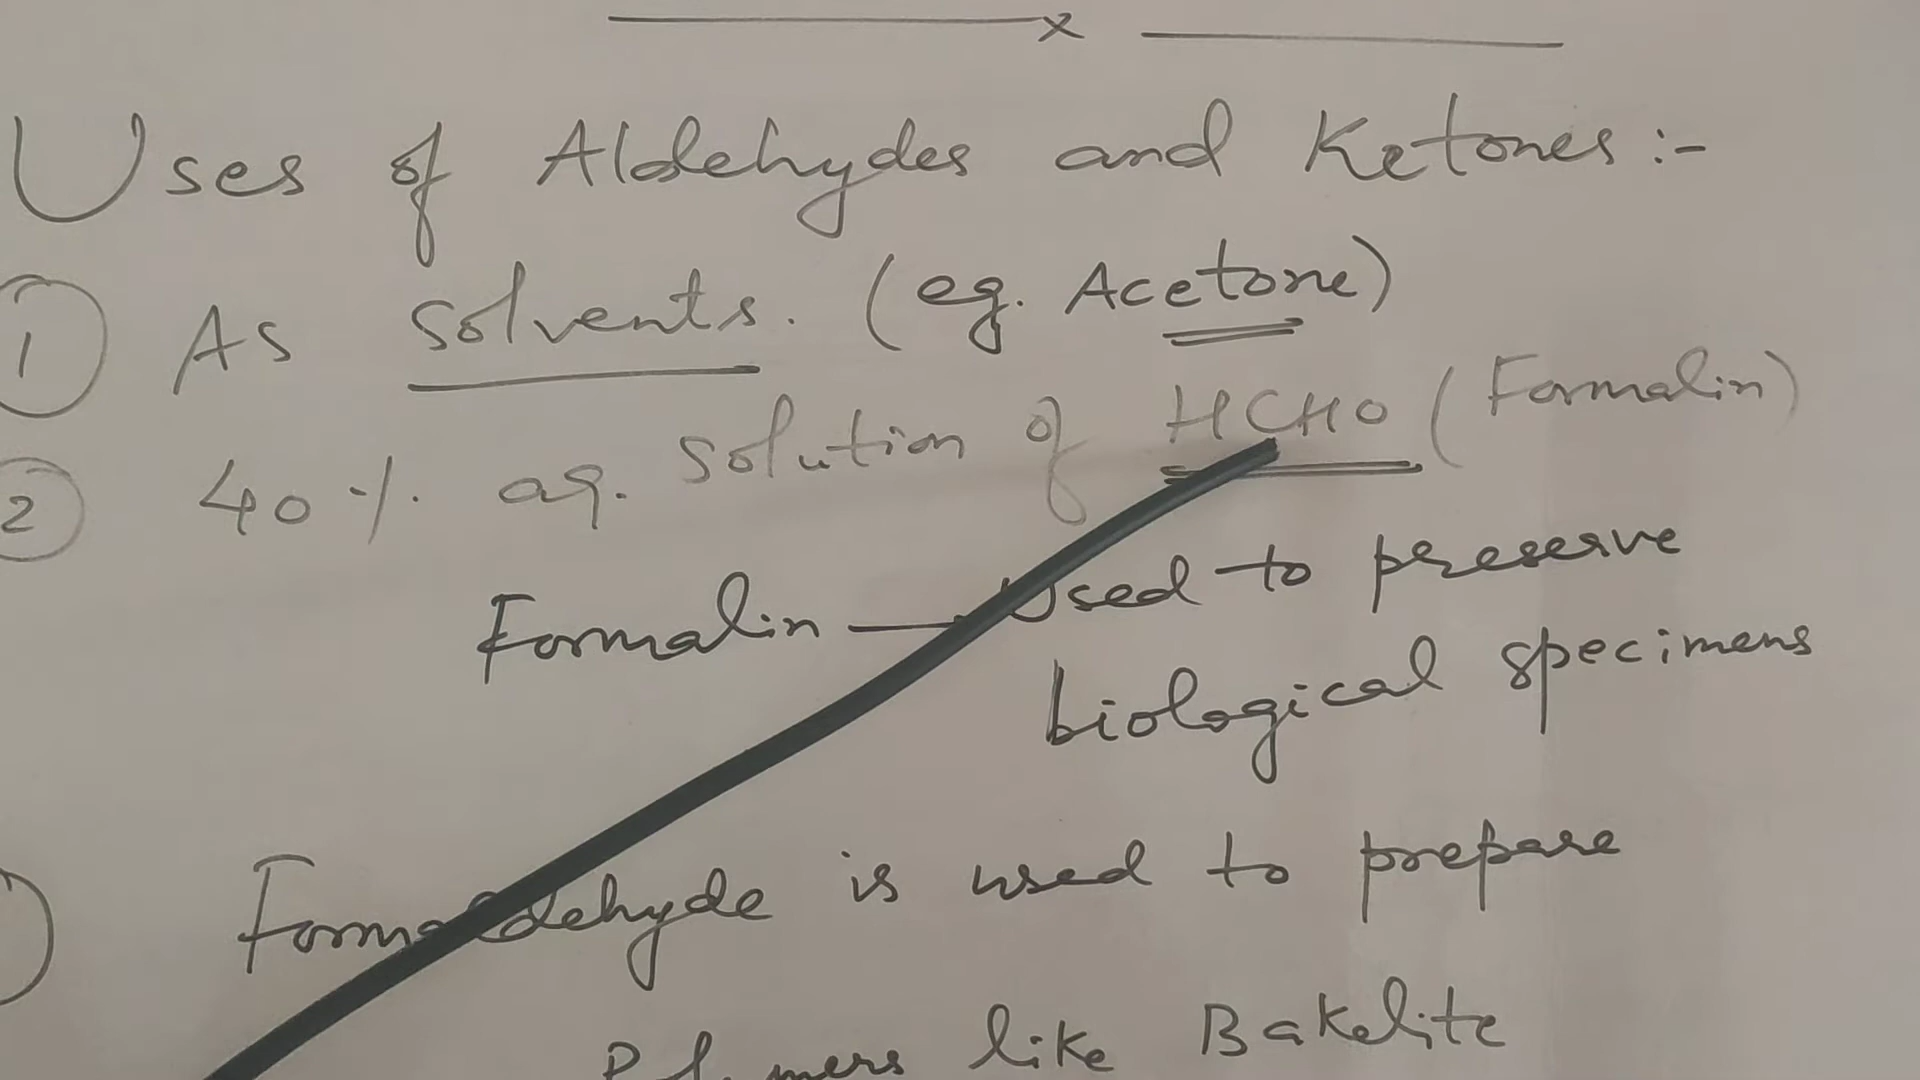 x
Uses of Aldehydes and Ketones :-
1 As solvents. (eg. Acetone)
2 40 % aq. solution of HCHO (Formalin)
Formalin — Used to preserve
biological specimens
Formaldehyde is used to prepare
like Bakelite